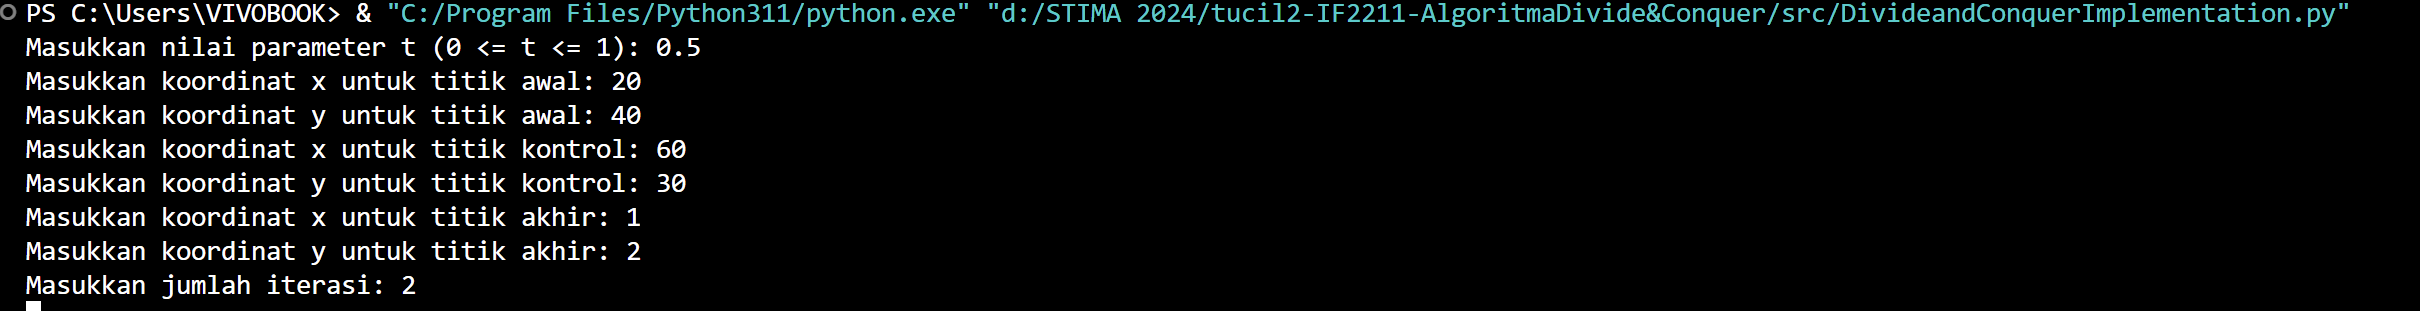 PS C:\Users\VIVOBOOK> & "C:/Program Files/Python311/python.exe" "d:/STIMA 2024/tucil2-IF2211-AlgoritmaDivide&Conquer/src/DivideandConquerImplementation.py"
Masukkan nilai parameter t (0 <= t <= 1): 0.5
Masukkan koordinat x untuk titik awal: 20
Masukkan koordinat y untuk titik awal: 40
Masukkan koordinat x untuk titik kontrol: 60
Masukkan koordinat y untuk titik kontrol: 30
Masukkan koordinat x untuk titik akhir: 1
Masukkan koordinat y untuk titik akhir: 2
Masukkan jumlah iterasi: 2